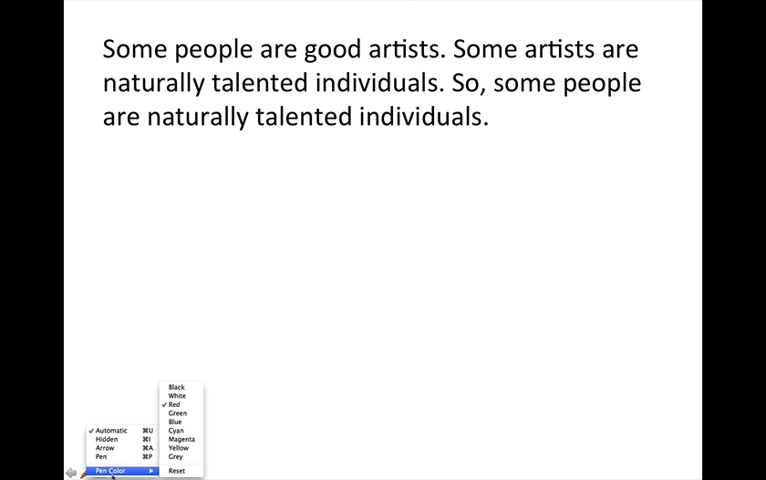 Some people are good artists. Some artists are
naturally talented individuals. So, some people
are naturally talented individuals.
Black
White
✓ Red
Green
Blue
Cyan
Magenta
Yellow
Grey
Reset
✓ Automatic ⌘U
Hidden ⌘I
Arrow ⌘A
Pen ⌘P
Pen Color ▶